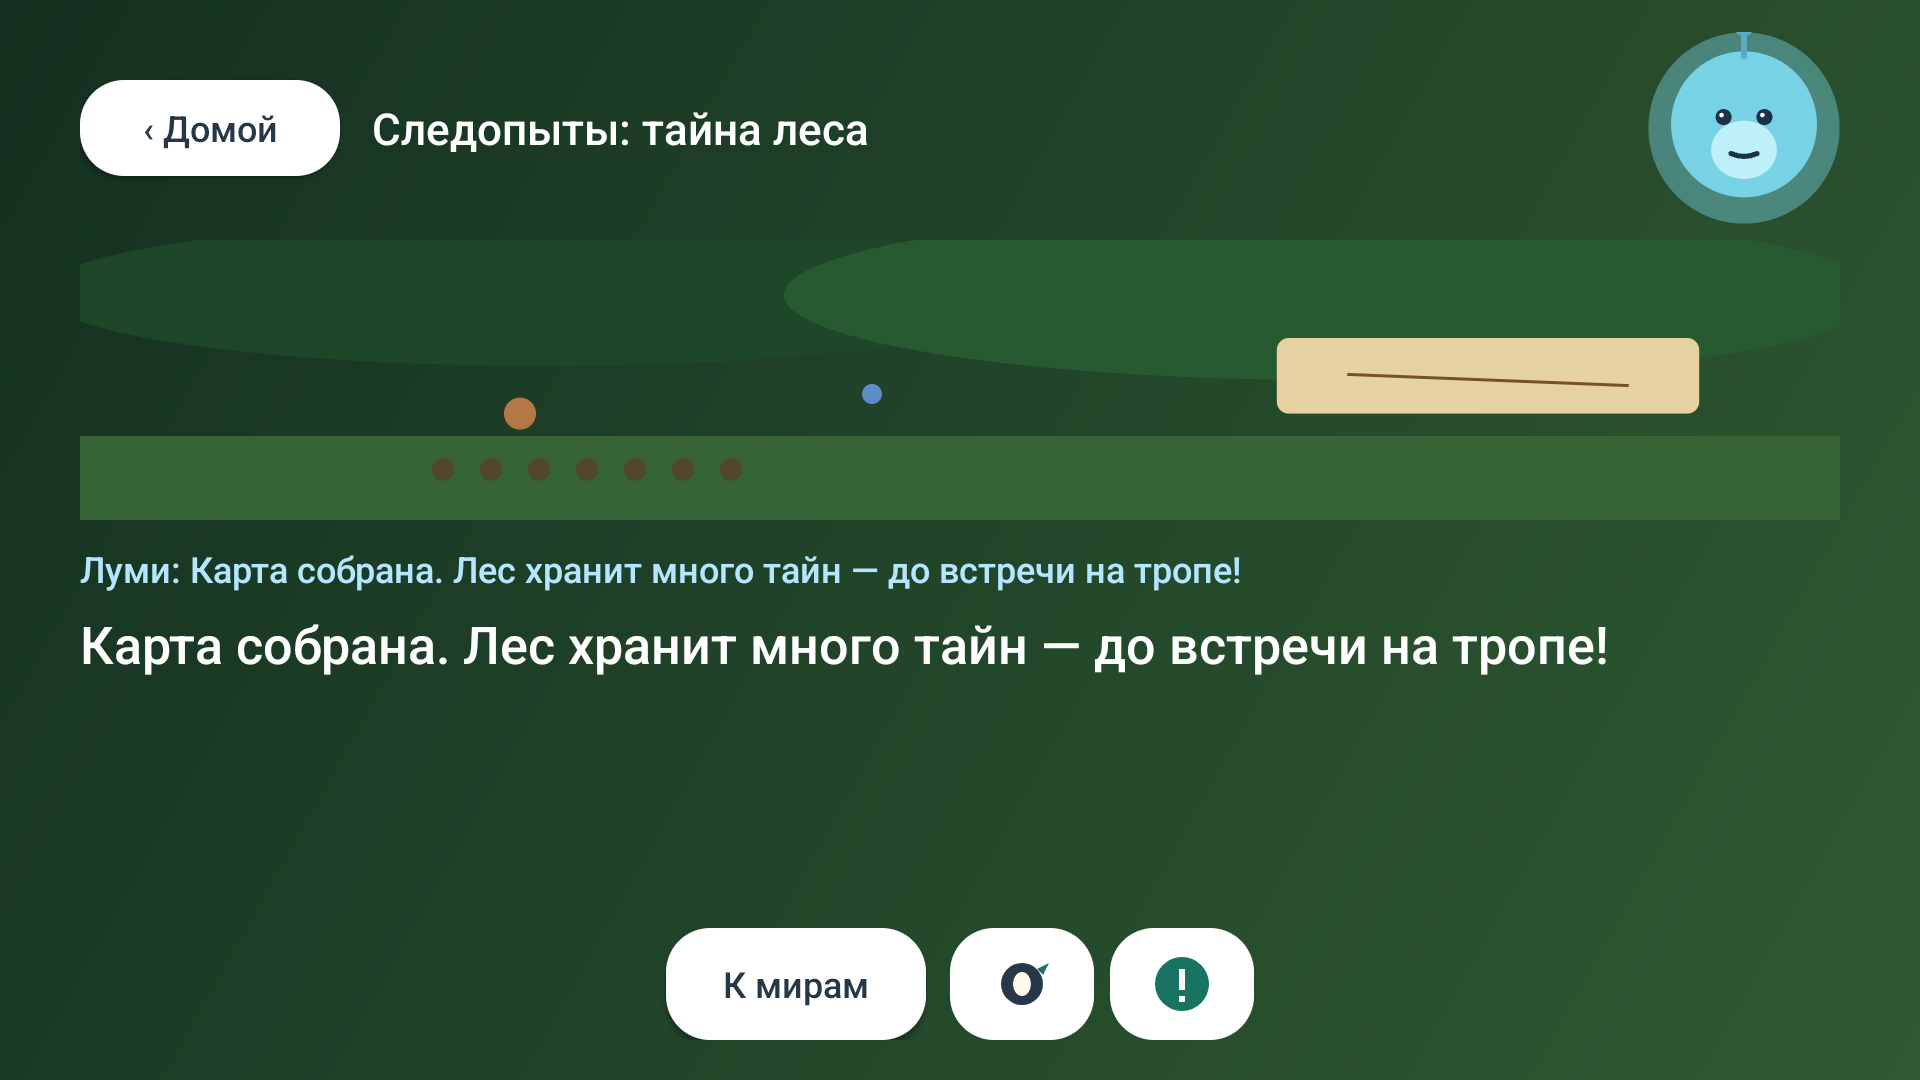 ‹ Домой
Следопыты: тайна леса
Луми: Карта собрана. Лес хранит много тайн — до встречи на тропе!
Карта собрана. Лес хранит много тайн — до встречи на тропе!
К мирам